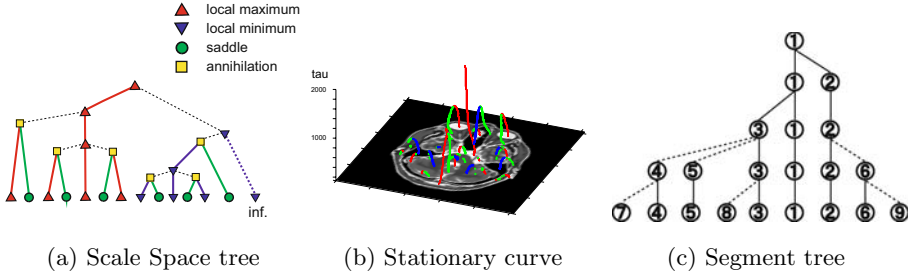 local maximum
local minimum
saddle
annihilation
inf.
tau
2000
1000
0
1
1 2
3 1 2
4 5 3 1 2 6
7 4 5 8 3 1 2 6 9
(a) Scale Space tree
(b) Stationary curve
(c) Segment tree